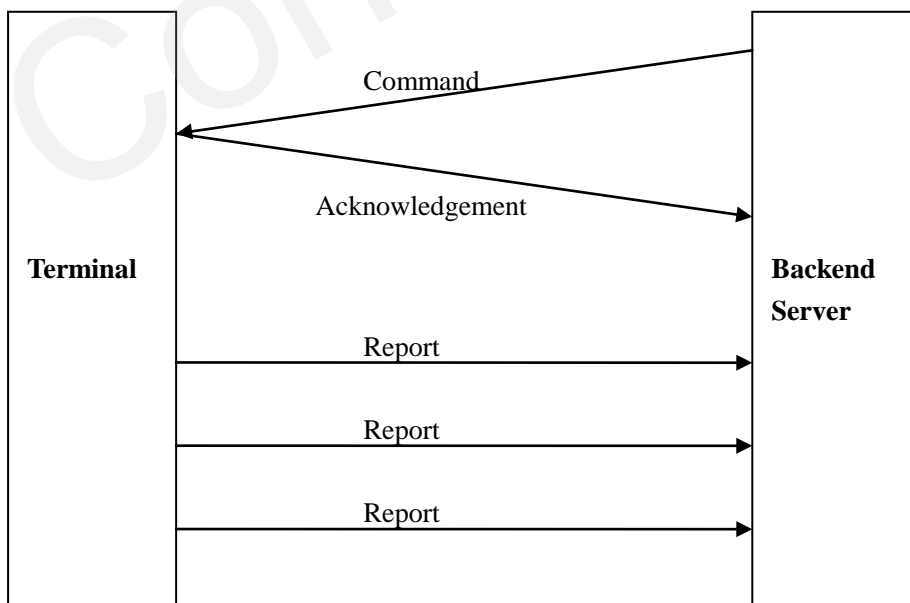 Command
Acknowledgement
Terminal
Backend
Server
Report
Report
Report